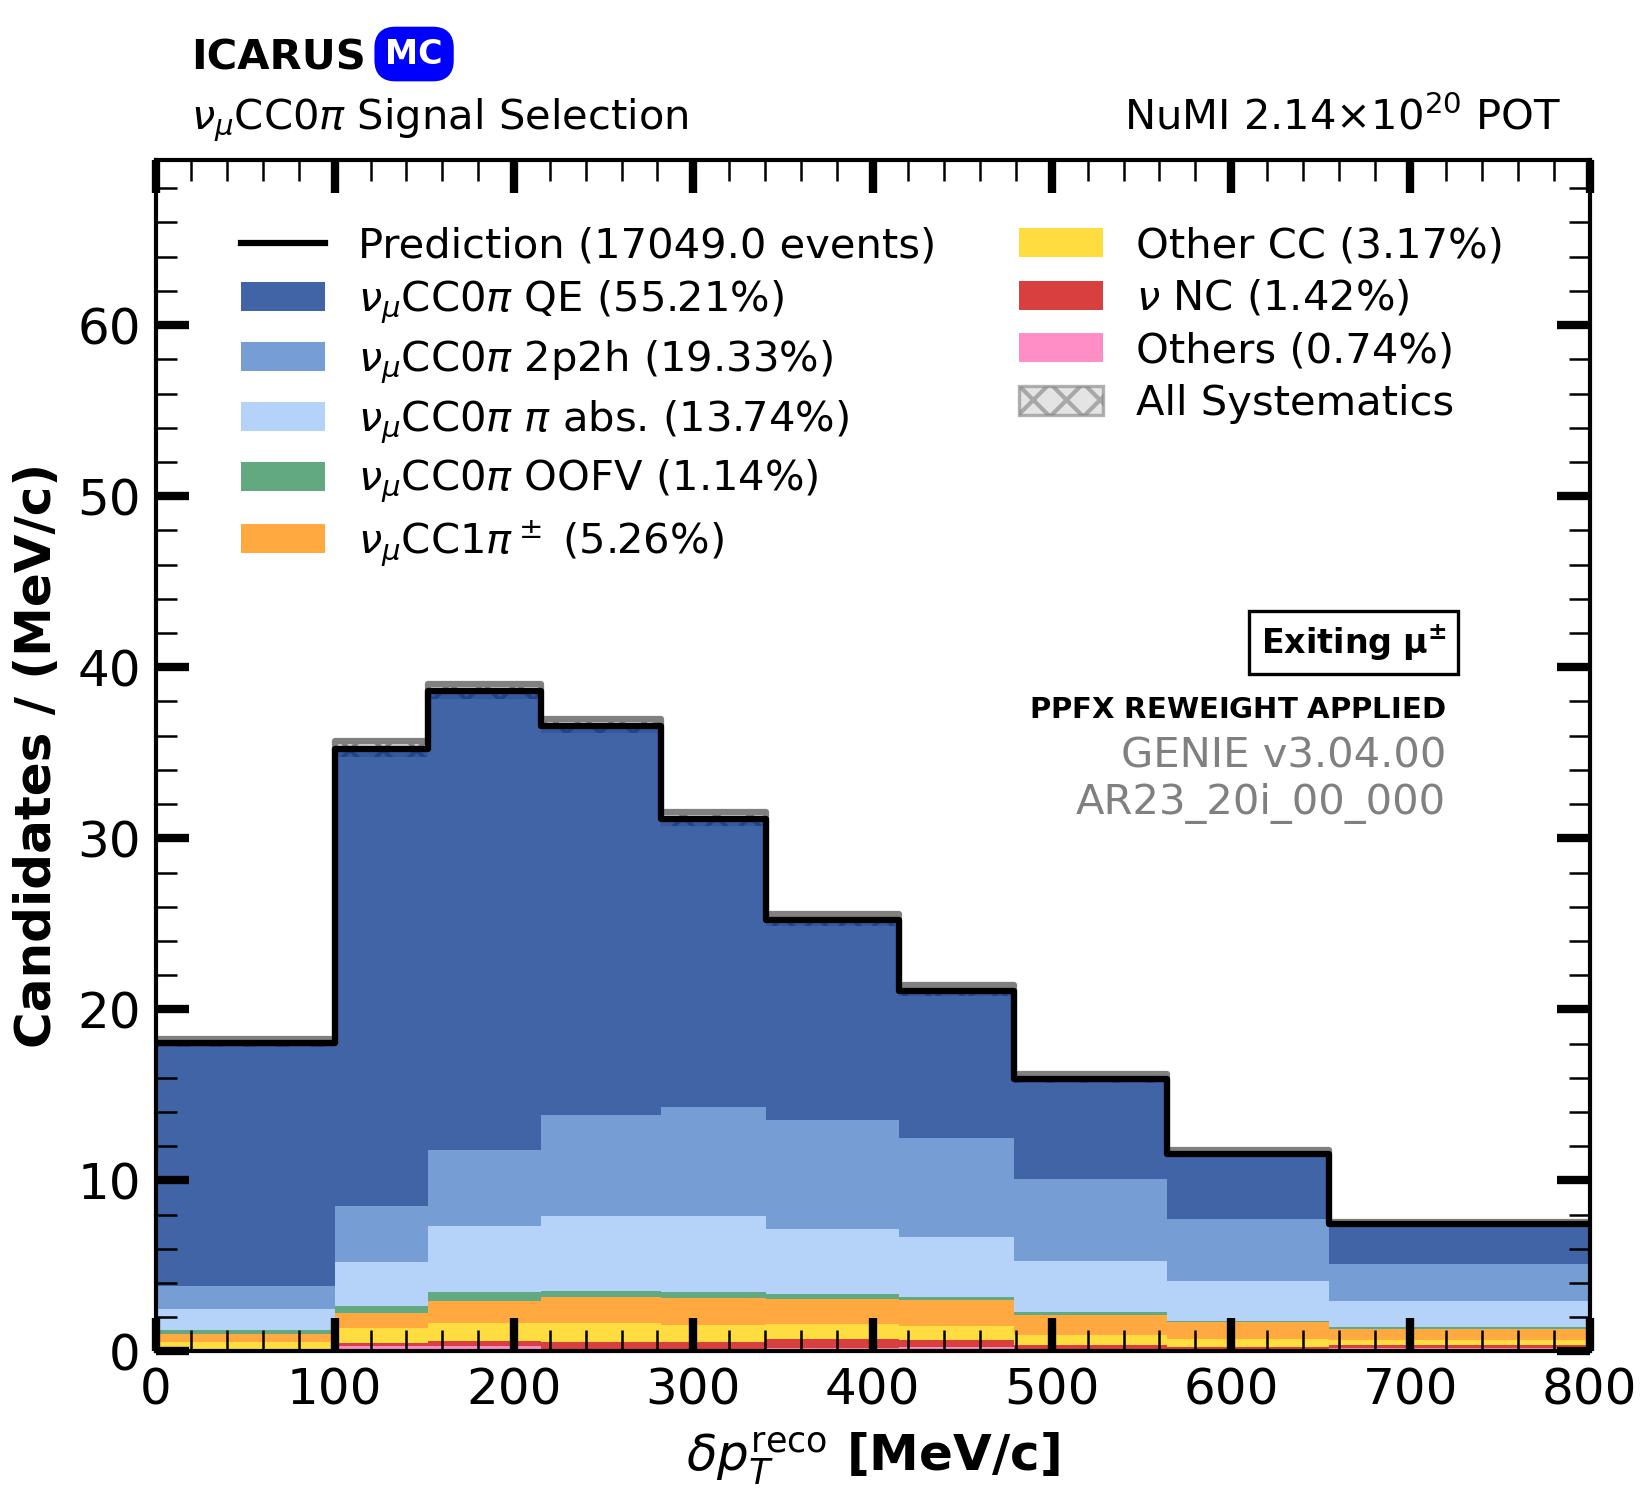 ICARUS MC
νμCC0π Signal Selection
NuMI 2.14×10²⁰ POT
Prediction (17049.0 events)
νμCC0π QE (55.21%)
νμCC0π 2p2h (19.33%)
νμCC0π π abs. (13.74%)
νμCC0π OOFV (1.14%)
νμCC1π± (5.26%)
Other CC (3.17%)
ν NC (1.42%)
Others (0.74%)
All Systematics
Exiting μ±
PPFX REWEIGHT APPLIED
GENIE v3.04.00
AR23_20i_00_000
Candidates / (MeV/c)
60
50
40
30
20
10
0
0 100 200 300 400 500 600 700 800
δp_T^reco [MeV/c]